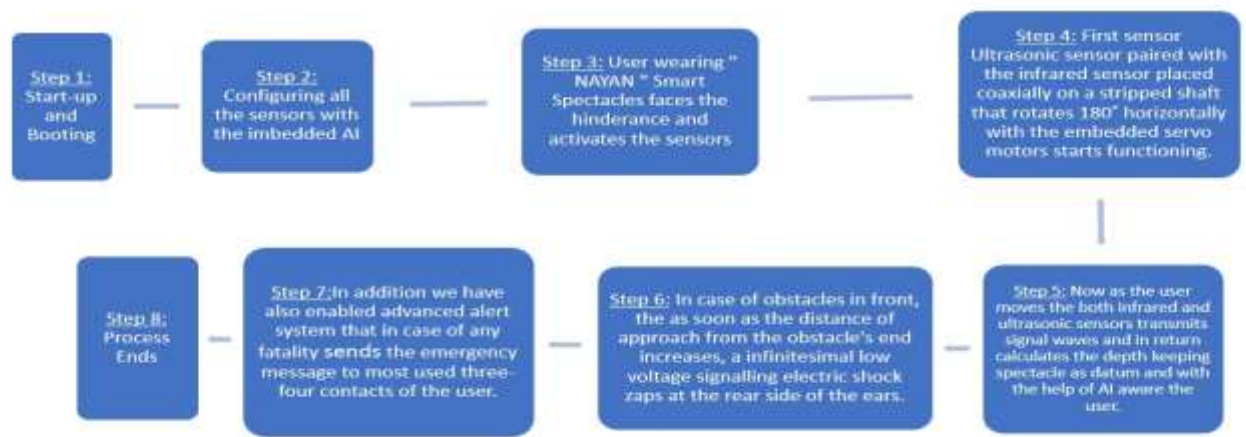 Step 1:
Start-up
and
Booting
Step 2:
Configuring all
the sensors with
the imbedded AI
Step 3: User wearing "
NAYAN " Smart
Spectacles faces the
hinderance and
activates the sensors
Step 4: First sensor
Ultrasonic sensor paired with
the infrared sensor placed
coaxially on a stripped shaft
that rotates 180° horizontally
with the embedded servo
motors starts functioning.
Step 5: Now as the user
moves the both Infrared and
ultrasonic sensors transmits
signal waves and in return
calculates the depth keeping
spectacle as datum and with
the help of AI aware the
user.
Step 6: In case of obstacles in front,
the as soon as the distance of
approach from the obstacle's end
increases, a infinitesimal low
voltage signalling electric shock
zaps at the rear side of the ears.
Step 7:In addition we have
also enabled advanced alert
system that in case of any
fatality sends the emergency
message to most used three-
four contacts of the user.
Step 8:
Process
Ends